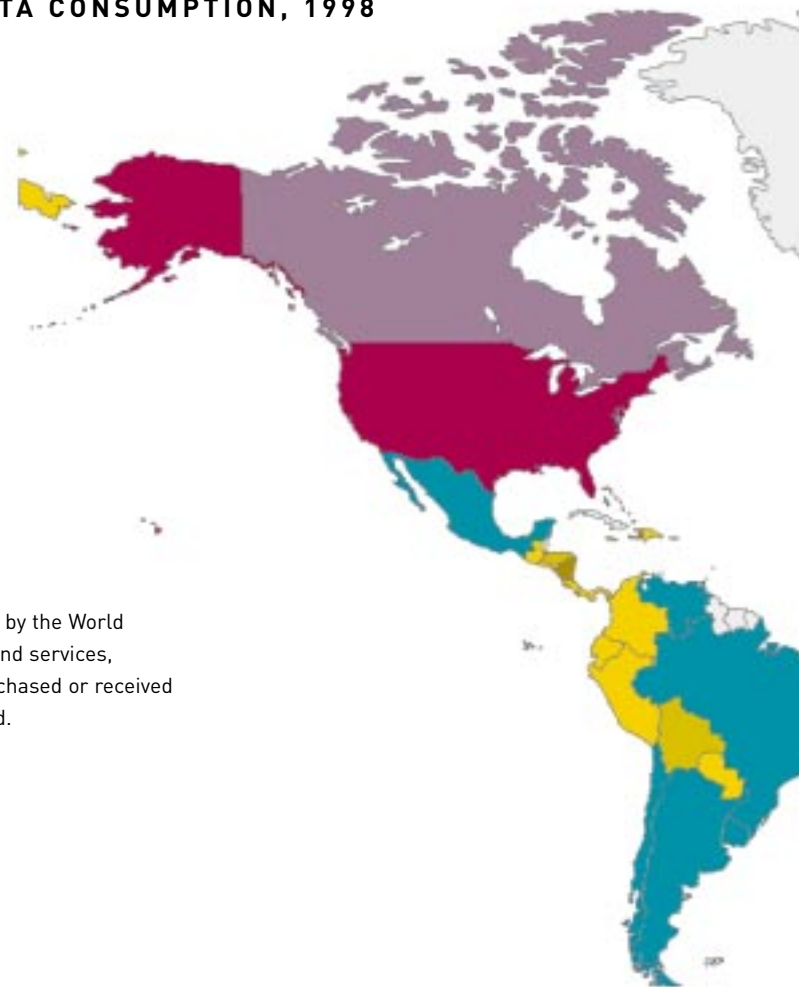 TA CONSUMPTION, 1998
by the World
nd services,
chased or received
d.